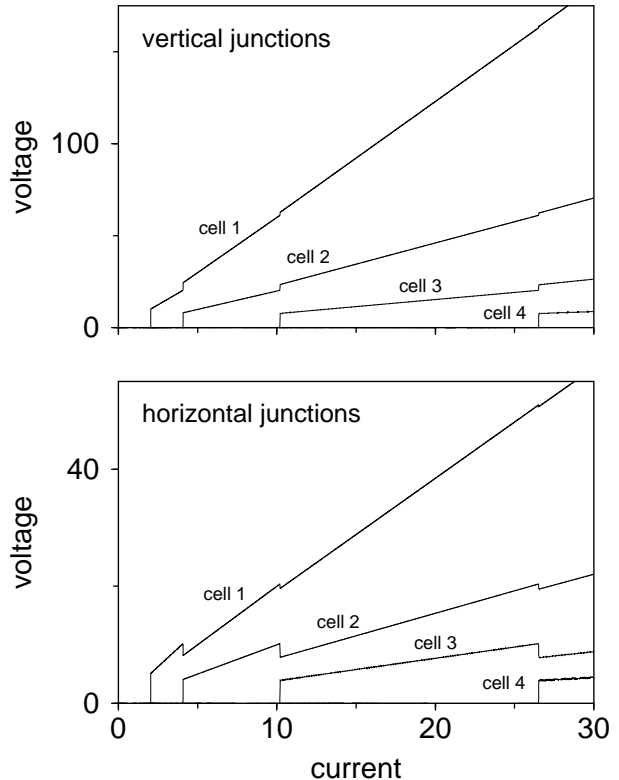 vertical junctions
voltage
100
0
cell 1
cell 2
cell 3
cell 4
horizontal junctions
voltage
40
0
cell 1
cell 2
cell 3
cell 4
0
10
20
30
current